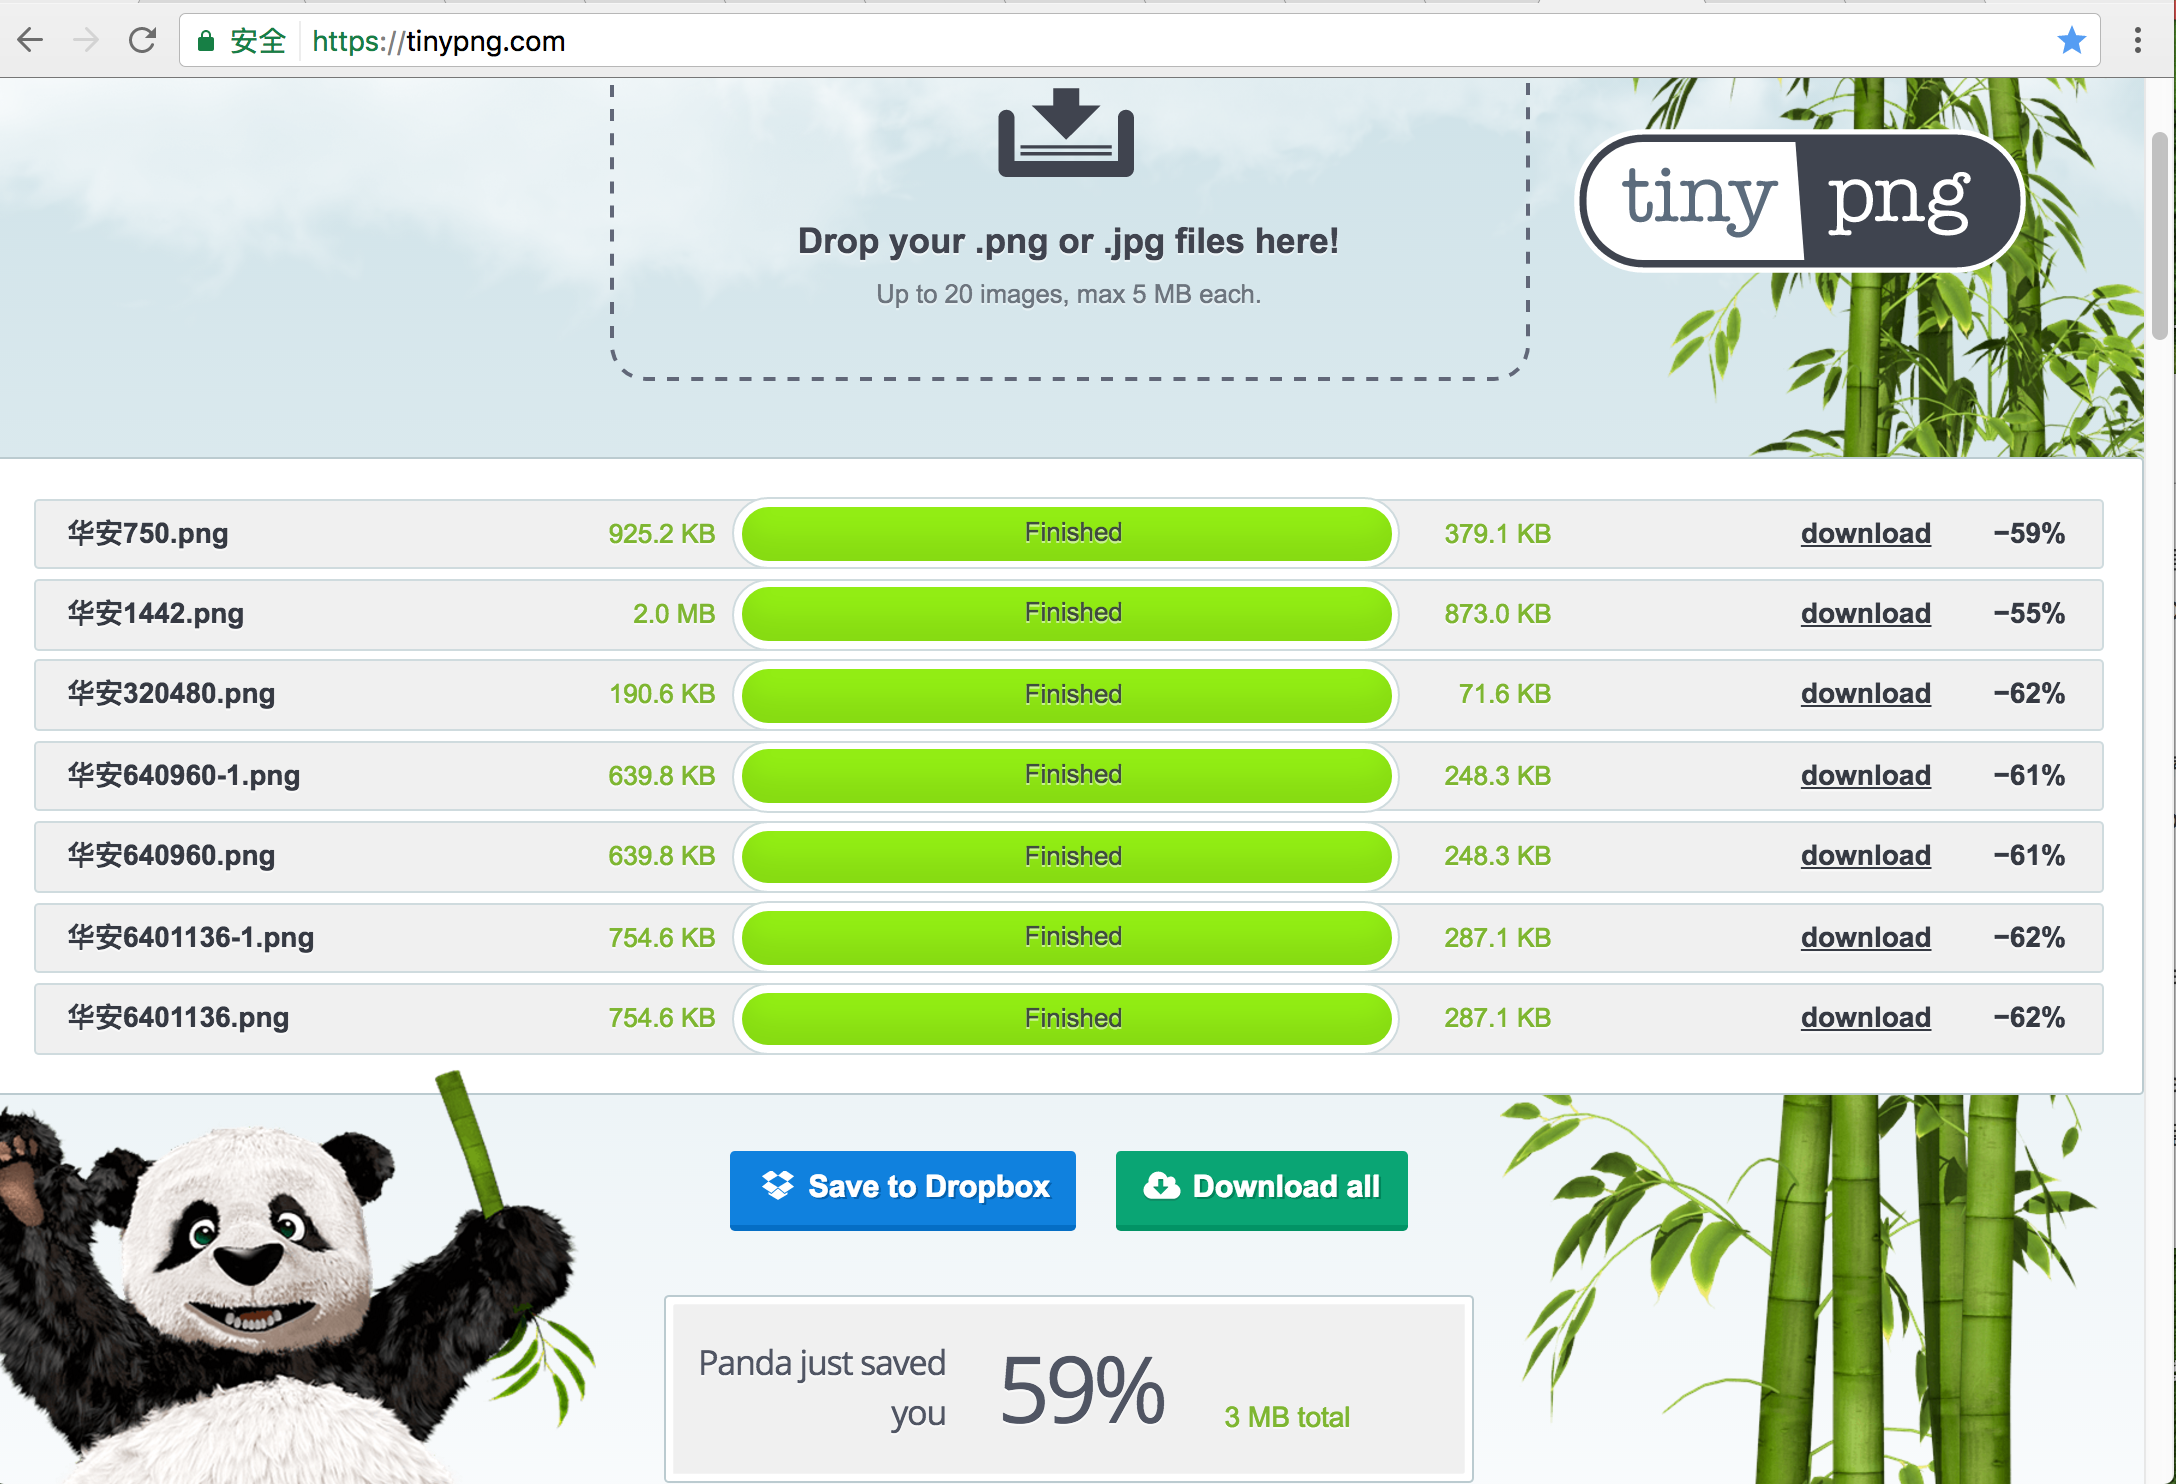 安全 https://tinypng.com
Drop your .png or .jpg files here!
Up to 20 images, max 5 MB each.
tiny png
华安750.png 925.2 KB Finished 379.1 KB download −59%
华安1442.png 2.0 MB Finished 873.0 KB download −55%
华安320480.png 190.6 KB Finished 71.6 KB download −62%
华安640960-1.png 639.8 KB Finished 248.3 KB download −61%
华安640960.png 639.8 KB Finished 248.3 KB download −61%
华安6401136-1.png 754.6 KB Finished 287.1 KB download −62%
华安6401136.png 754.6 KB Finished 287.1 KB download −62%
Save to Dropbox Download all
Panda just saved
you 59% 3 MB total